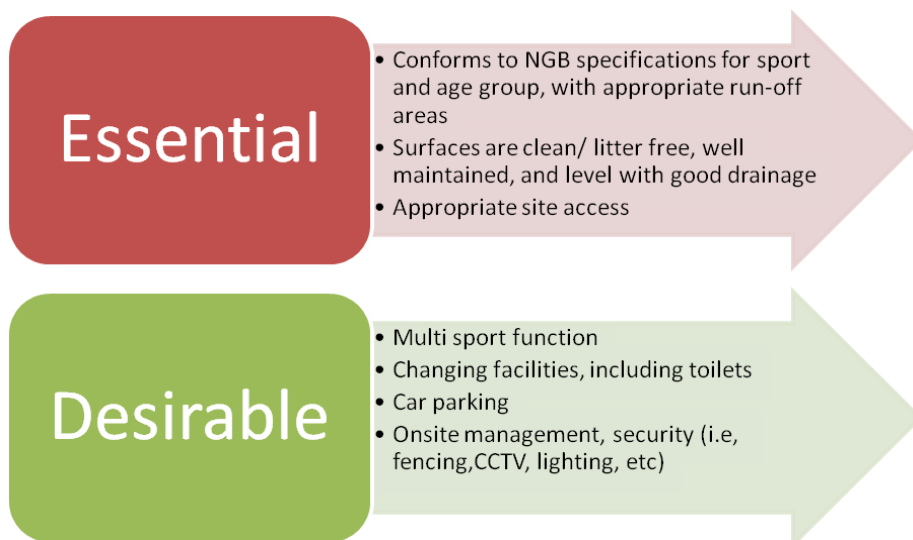 Essential
• Conforms to NGB specifications for sport
and age group, with appropriate run-off
areas
• Surfaces are clean/ litter free, well
maintained, and level with good drainage
• Appropriate site access
Desirable
• Multi sport function
• Changing facilities, including toilets
• Car parking
• Onsite management, security (i.e,
fencing,CCTV, lighting, etc)